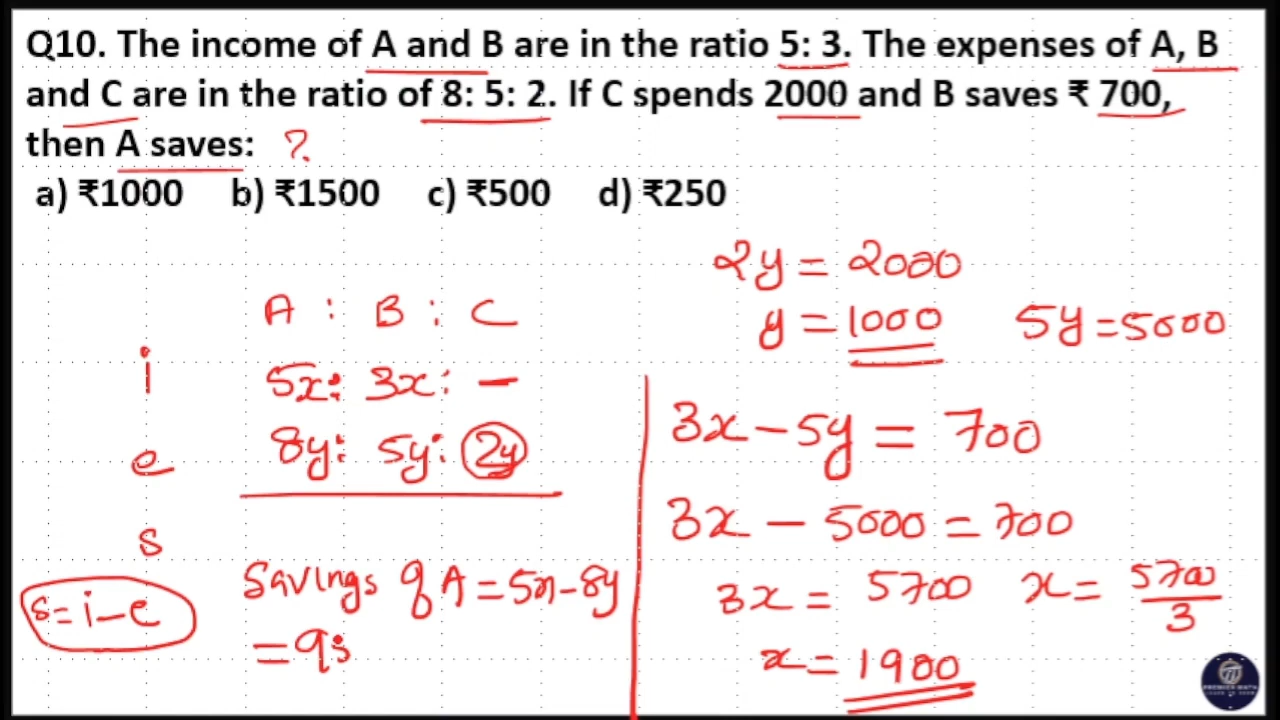 Q10. The income of A and B are in the ratio 5: 3. The expenses of A, B
and C are in the ratio of 8: 5: 2. If C spends 2000 and B saves ₹ 700,
then A saves: ?
a) ₹1000 b) ₹1500 c) ₹500 d) ₹250
A : B : C
i 5x: 3x: –
e 8y: 5y: 2y
s
s=i–e
Savings of A = 5x–8y
= 95
2y = 2000
y = 1000 5y=5000
3x – 5y = 700
3x – 5000 = 700
3x = 5700 x = 5700/3
x = 1900
PREMIER MATH